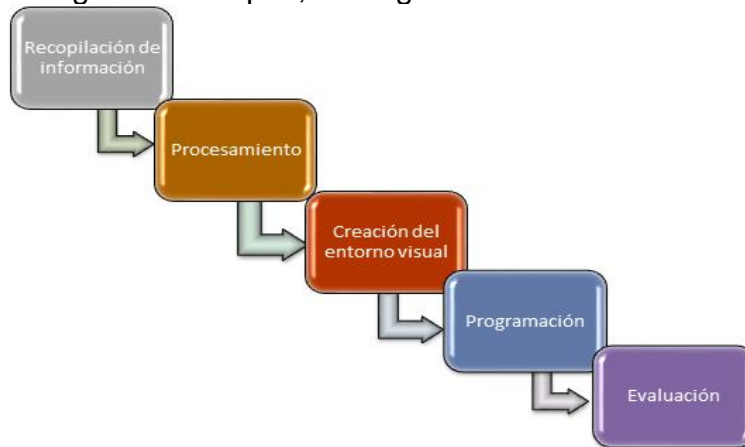 Recopilación de
información
Procesamiento
Creación del
entorno visual
Programación
Evaluación